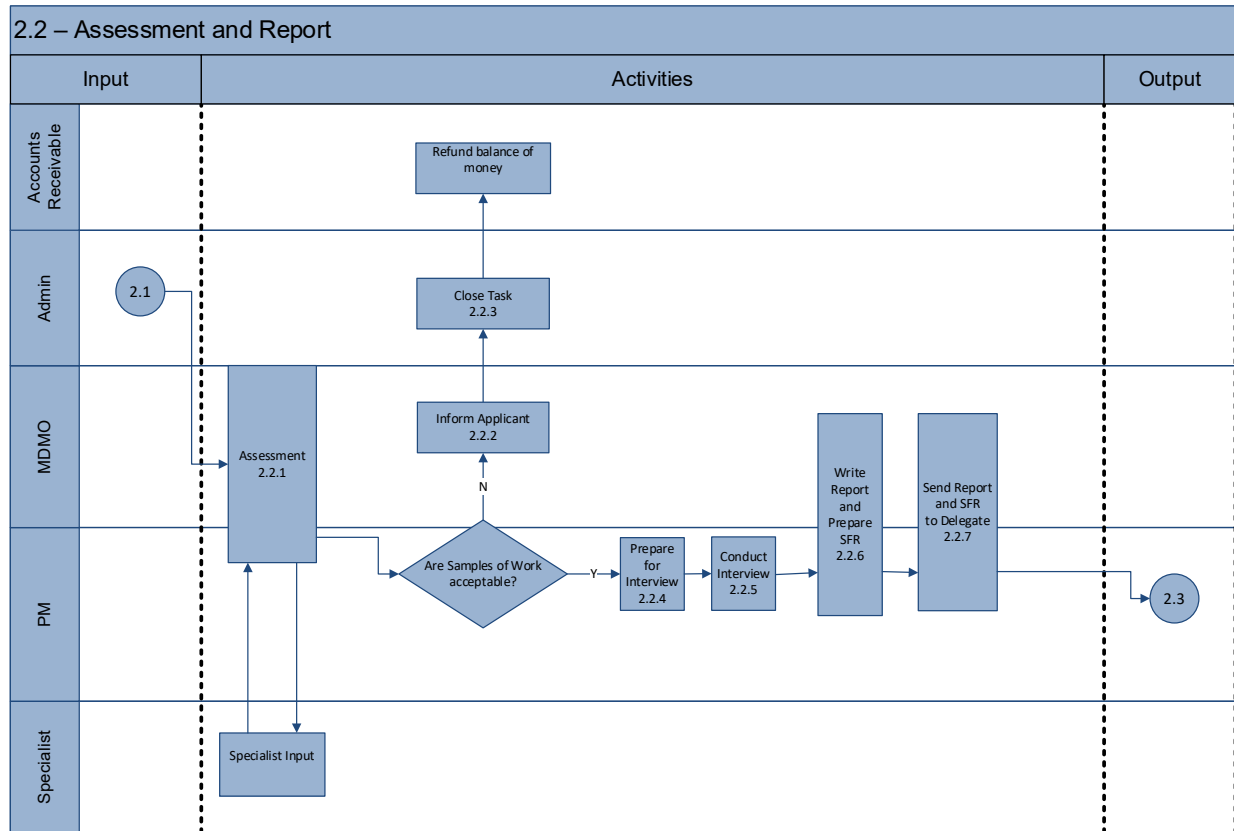 2.2 – Assessment and Report
Input
Activities
Output
Accounts
Receivable
Refund balance of
money
Admin
2.1
Close Task
2.2.3
MDMO
Assessment
2.2.1
Inform Applicant
2.2.2
N
Write
Report
and
Prepare
SFR
2.2.6
Send Report
and SFR
to Delegate
2.2.7
PM
Are Samples of Work
acceptable?
Y
Prepare
for
Interview
2.2.4
Conduct
Interview
2.2.5
2.3
Specialist
Specialist Input